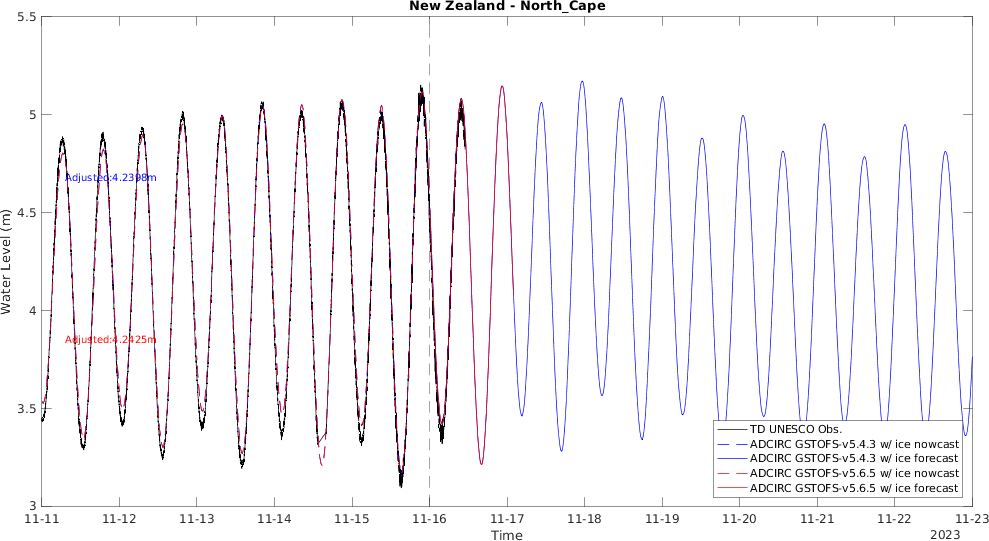 New Zealand - North_Cape
5.5
5
4.5
4
3.5
3
Water Level (m)
Adjusted:4.2398m
Adjusted:4.2425m
TD UNESCO Obs.
ADCIRC GSTOFS-v5.4.3 w/ ice nowcast
ADCIRC GSTOFS-v5.4.3 w/ ice forecast
ADCIRC GSTOFS-v5.6.5 w/ ice nowcast
ADCIRC GSTOFS-v5.6.5 w/ ice forecast
11-11 11-12 11-13 11-14 11-15 11-16 11-17 11-18 11-19 11-20 11-21 11-22 11-23
Time
2023